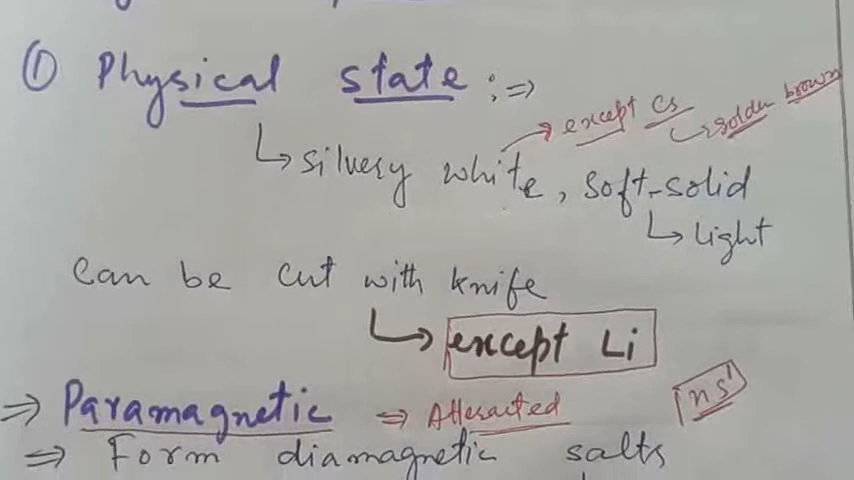 ① Physical state :⇒
↳ silvery white, soft-solid
→ except Cs
↳ golden brown
↳ light
can be cut with knife
↳ except Li
⇒ Paramagnetic ⇒ Atteracted
ns¹
⇒ Form diamagnetic salts